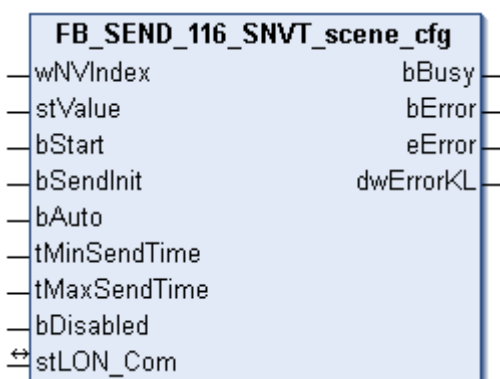 FB_SEND_116_SNVT_scene_cfg
wNVIndex bBusy
stValue bError
bStart eError
bSendInit dwErrorKL
bAuto
tMinSendTime
tMaxSendTime
bDisabled
stLON_Com